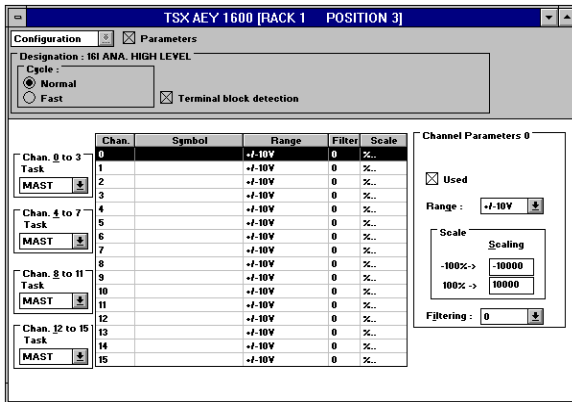 TSX AEY 1600 [RACK 1 POSITION 3]
Configuration Parameters
Designation : 16I ANA. HIGH LEVEL
Cycle :
Normal
Fast
Terminal block detection
Chan. 0 to 3
Task
MAST
Chan. 4 to 7
Task
MAST
Chan. 8 to 11
Task
MAST
Chan. 12 to 15
Task
MAST
Chan. Symbol Range Filter Scale
0 +/-10V 0 %..
1 +/-10V 0 %..
2 +/-10V 0 %..
3 +/-10V 0 %..
4 +/-10V 0 %..
5 +/-10V 0 %..
6 +/-10V 0 %..
7 +/-10V 0 %..
8 +/-10V 0 %..
9 +/-10V 0 %..
10 +/-10V 0 %..
11 +/-10V 0 %..
12 +/-10V 0 %..
13 +/-10V 0 %..
14 +/-10V 0 %..
15 +/-10V 0 %..
Channel Parameters 0
Used
Range : +/-10V
Scale
Scaling
-100%-> -10000
100% -> 10000
Filtering : 0